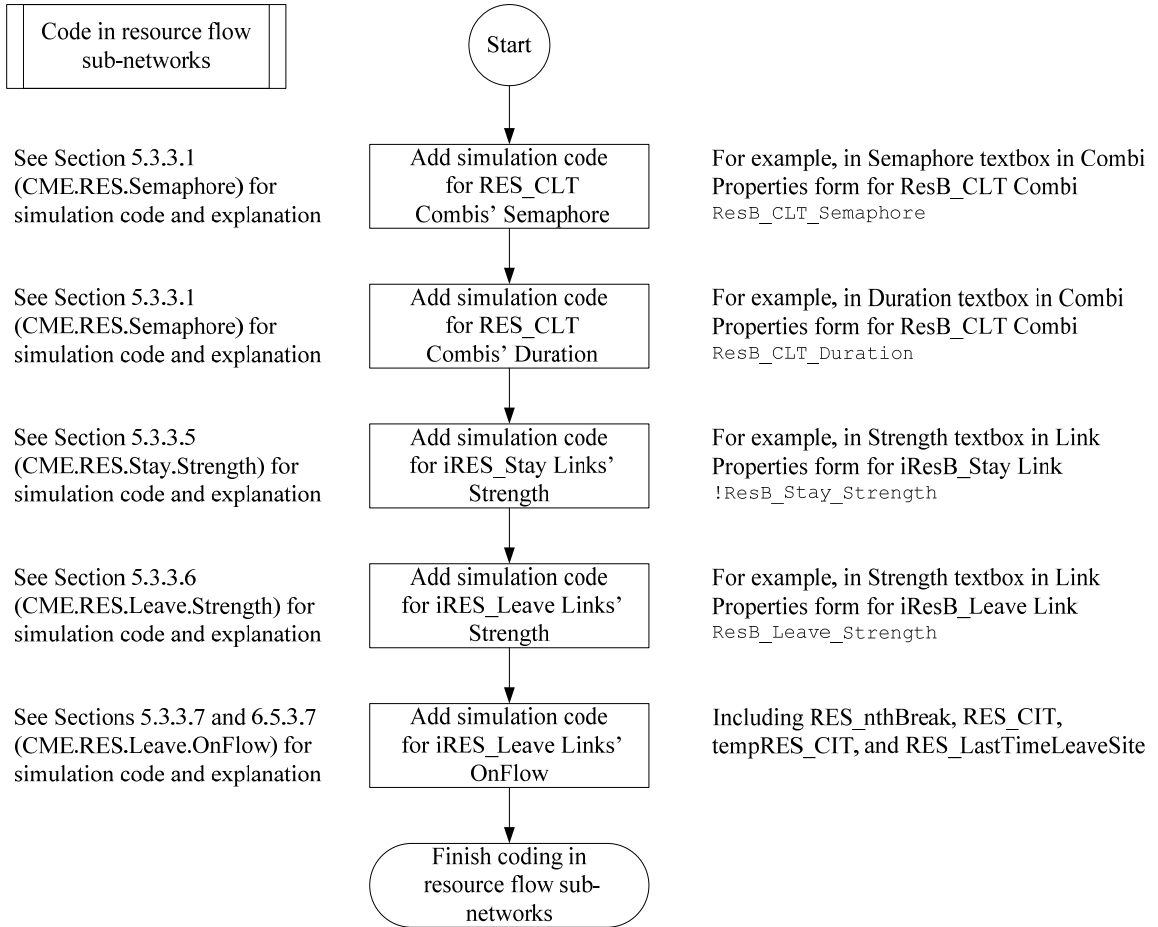 Code in resource flow
sub-networks
Start
See Section 5.3.3.1
(CME.RES.Semaphore) for
simulation code and explanation
Add simulation code
for RES_CLT
Combis' Semaphore
For example, in Semaphore textbox in Combi
Properties form for ResB_CLT Combi
ResB_CLT_Semaphore
See Section 5.3.3.1
(CME.RES.Semaphore) for
simulation code and explanation
Add simulation code
for RES_CLT
Combis' Duration
For example, in Duration textbox in Combi
Properties form for ResB_CLT Combi
ResB_CLT_Duration
See Section 5.3.3.5
(CME.RES.Stay.Strength) for
simulation code and explanation
Add simulation code
for iRES_Stay Links'
Strength
For example, in Strength textbox in Link
Properties form for iResB_Stay Link
!ResB_Stay_Strength
See Section 5.3.3.6
(CME.RES.Leave.Strength) for
simulation code and explanation
Add simulation code
for iRES_Leave Links'
Strength
For example, in Strength textbox in Link
Properties form for iResB_Leave Link
ResB_Leave_Strength
See Sections 5.3.3.7 and 6.5.3.7
(CME.RES.Leave.OnFlow) for
simulation code and explanation
Add simulation code
for iRES_Leave Links'
OnFlow
Including RES_nthBreak, RES_CIT,
tempRES_CIT, and RES_LastTimeLeaveSite
Finish coding in
resource flow sub-
networks